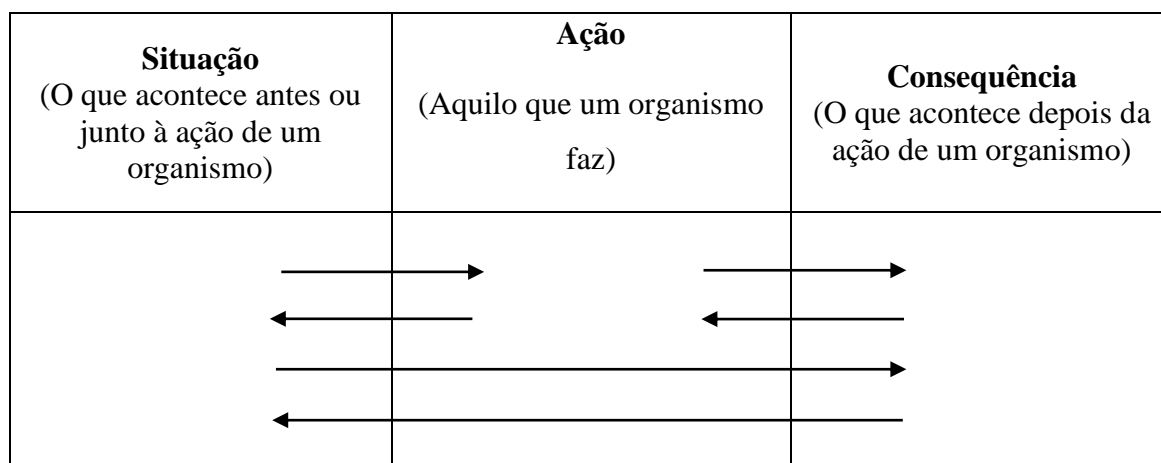 Situação
(O que acontece antes ou
junto à ação de um
organismo)
Ação
(Aquilo que um organismo
faz)
Consequência
(O que acontece depois da
ação de um organismo)